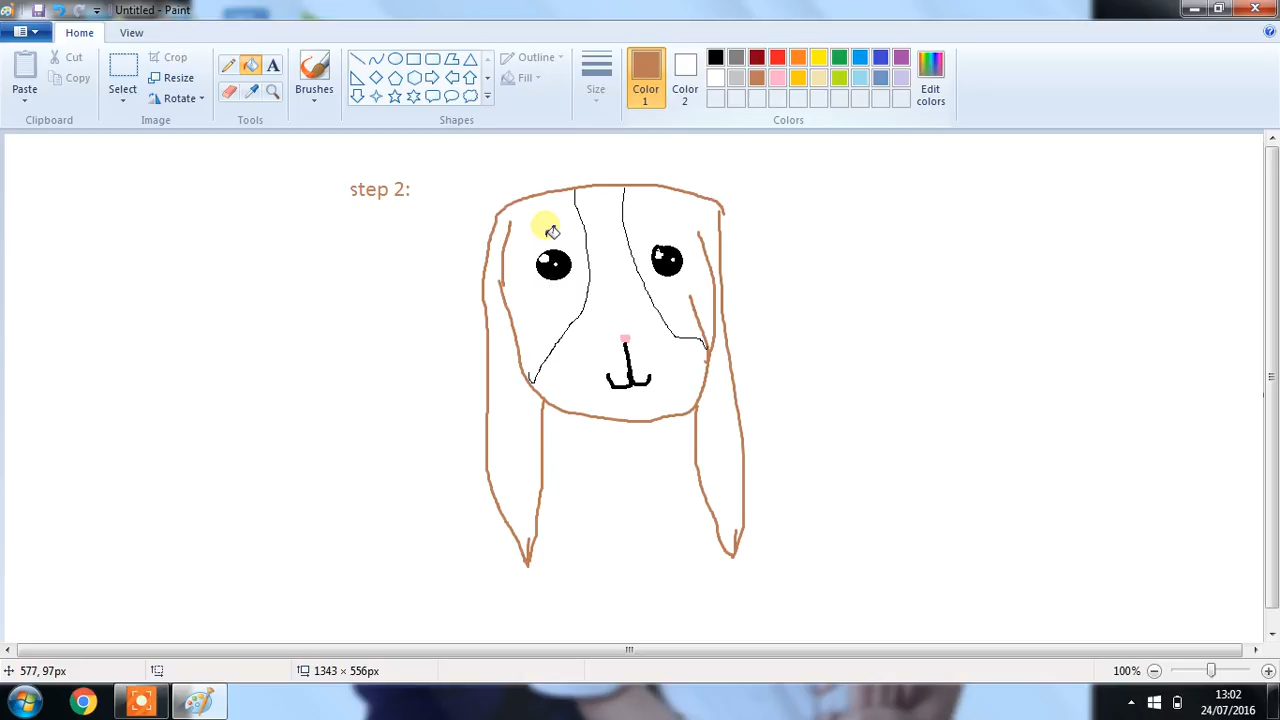 Untitled - Paint
Home
View
Paste
Cut
Copy
Clipboard
Select
Crop
Resize
Rotate
Image
A
Tools
Brushes
Outline
Fill
Shapes
Size
Color 1
Color 2
Edit colors
Colors
step 2:
577, 97px
1343 × 556px
100%
13:02
24/07/2016